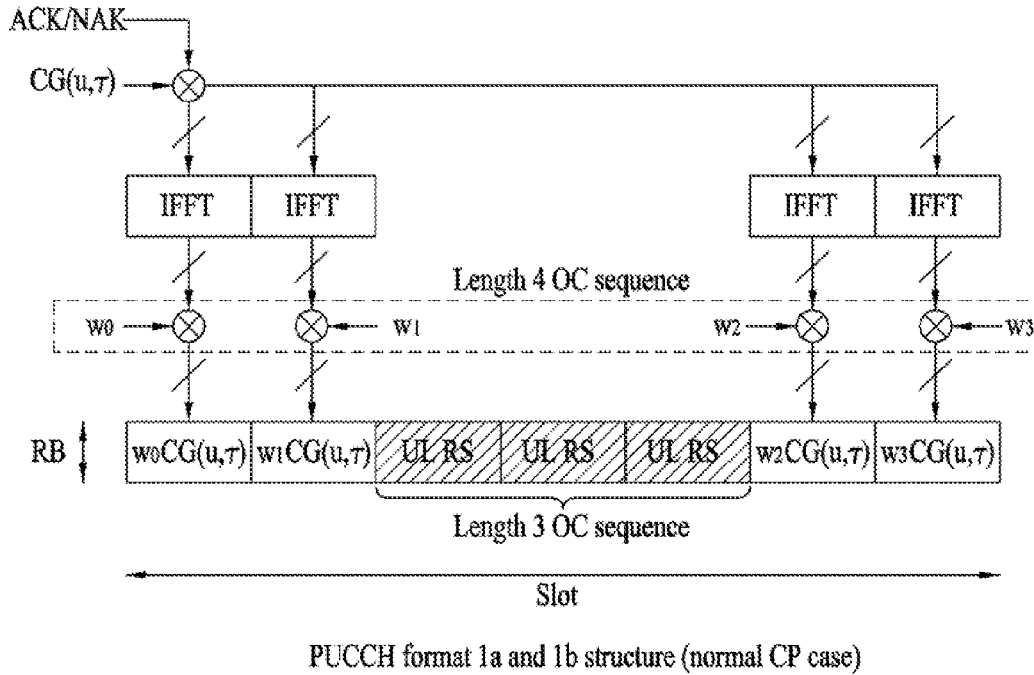 ACK/NAK
CG(u,τ)
IFFT IFFT IFFT IFFT
Length 4 OC sequence
w0 w1 w2 w3
RB w0CG(u,τ) w1CG(u,τ) UL RS UL RS UL RS w2CG(u,τ) w3CG(u,τ)
Length 3 OC sequence
Slot
PUCCH format 1a and 1b structure (normal CP case)